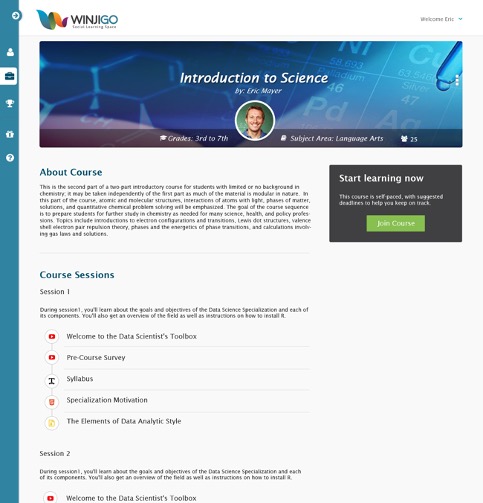 WINJIGO
Social Learning Space
Welcome Eric
Introduction to Science
by: Eric Mayer
Grades: 3rd to 7th
Subject Area: Language Arts
25
About Course
This is the second part of a two-part introductory course for students with limited or no background in
chemistry. it may be taken independently of the first part as much of the material is modular in nature. In
this part of the course, atomic and molecular structures, interactions of atoms with light, phases of matter,
solutions, and quantitative chemical problem solving will be emphasized. The goal of the course sequence
is to prepare students for further study in chemistry as needed for many science, health, and policy profes-
sions. Topics include introductions to electron configurations and transitions, Lewis dot structures, valence
shell electron pair repulsion theory, phases and the energetics of phase transitions, and calculations involv-
ing gas laws and solutions.
Start learning now
This course is self-paced, with suggested
deadlines to help you keep on track.
Join Course
Course Sessions
Session 1
During session1, you'll learn about the goals and objectives of the Data Science Specialization and each of
its components. You'll also get an overview of the field as well as instructions on how to install R.
Welcome to the Data Scientist's Toolbox
Pre-Course Survey
Syllabus
Specialization Motivation
The Elements of Data Analytic Style
Session 2
During session1, you'll learn about the goals and objectives of the Data Science Specialization and each
of its components. You'll also get an overview of the field as well as instructions on how to install R.
Welcome to the Data Scientist's Toolbox